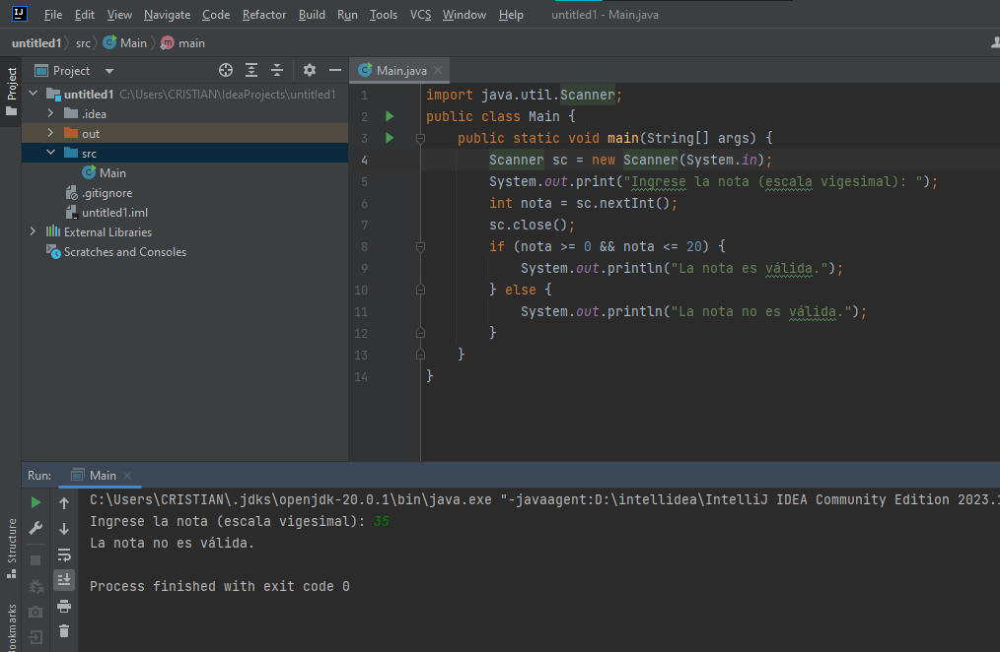 File Edit View Navigate Code Refactor Build Run Tools VCS Window Help untitled1 - Main.java
untitled1 src Main main
Project
Project
Main.java
untitled1 C:\Users\CRISTIAN\IdeaProjects\untitled1
.idea
out
src
Main
.gitignore
untitled1.iml
External Libraries
Scratches and Consoles
1 import java.util.Scanner;
2 public class Main {
3 public static void main(String[] args) {
4 Scanner sc = new Scanner(System.in);
5 System.out.print("Ingrese la nota (escala vigesimal): ");
6 int nota = sc.nextInt();
7 sc.close();
8 if (nota >= 0 && nota <= 20) {
9 System.out.println("La nota es válida.");
10 } else {
11 System.out.println("La nota no es válida.");
12 }
13 }
14 }
Run: Main
C:\Users\CRISTIAN\.jdks\openjdk-20.0.1\bin\java.exe "-javaagent:D:\intellidea\IntelliJ IDEA Community Edition 2023.1
Ingrese la nota (escala vigesimal): 35
La nota no es válida.
Process finished with exit code 0
Structure
ookmarks